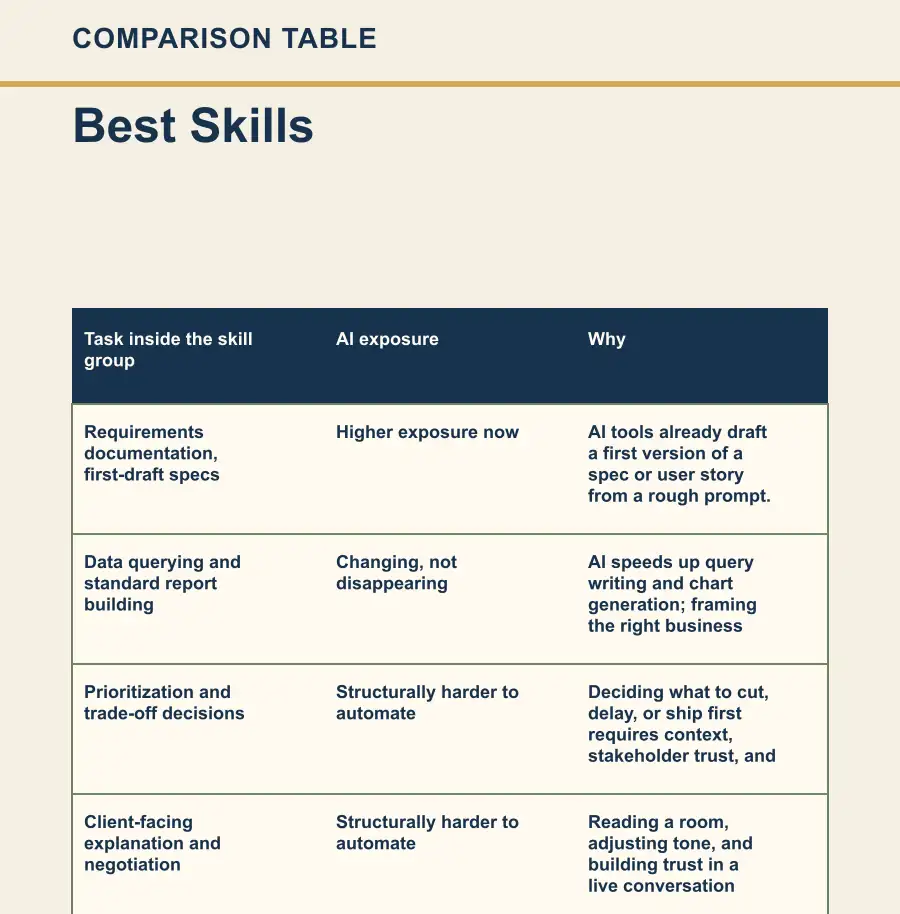 COMPARISON TABLE
Best Skills
Task inside the skill
group
AI exposure
Why
Requirements
documentation,
first-draft specs
Higher exposure now
AI tools already draft
a first version of a
spec or user story
from a rough prompt.
Data querying and
standard report
building
Changing, not
disappearing
AI speeds up query
writing and chart
generation; framing
the right business
Prioritization and
trade-off decisions
Structurally harder to
automate
Deciding what to cut,
delay, or ship first
requires context,
stakeholder trust, and
Client-facing
explanation and
negotiation
Structurally harder to
automate
Reading a room,
adjusting tone, and
building trust in a
live conversation